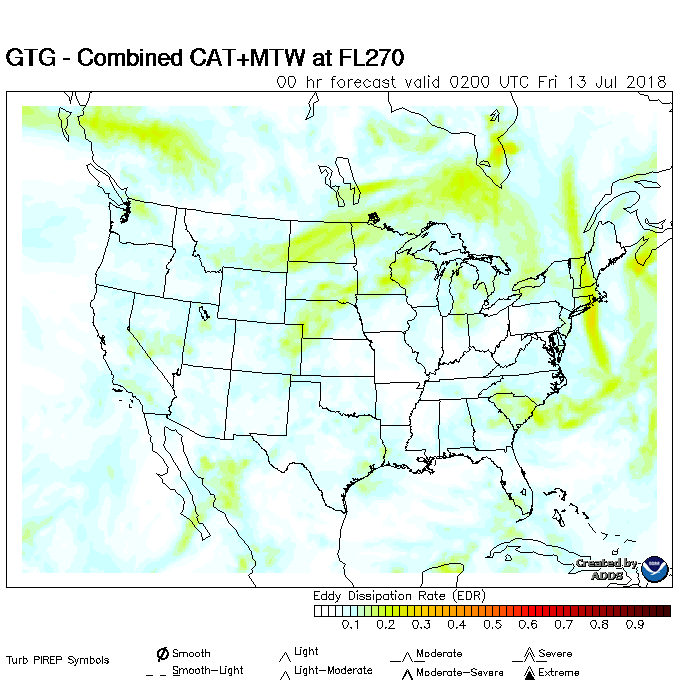 GTG - Combined CAT+MTW at FL270
00 hr forecast valid 0200 UTC Fri 13 Jul 2018
Created by
ADDS
Eddy Dissipation Rate (EDR)
0.1 0.2 0.3 0.4 0.5 0.6 0.7 0.8 0.9
Turb PIREP Symbols
Smooth Light Moderate Severe
Smooth-Light Light-Moderate Moderate-Severe Extreme